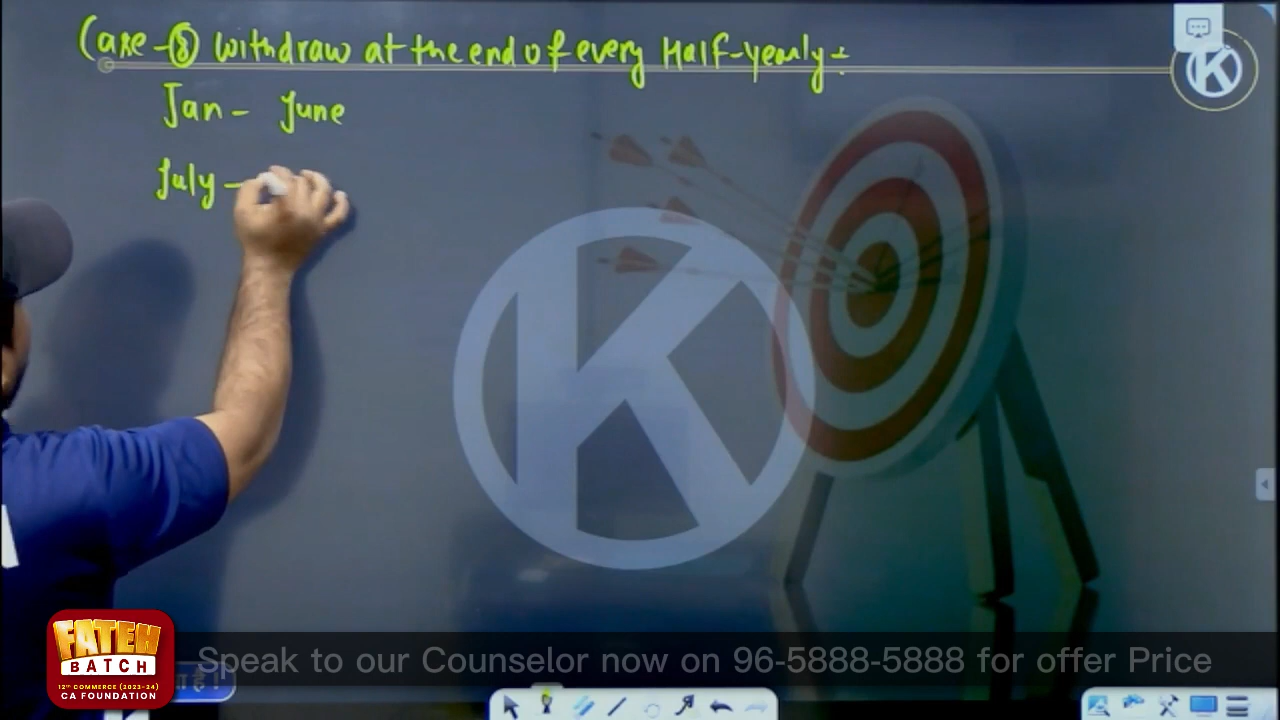 Case - ⑧ Withdraw at the end of every Half-yearly :
Jan - June
July -
K
K
FATEH
BATCH
12TH COMMERCE (2023-24)
CA FOUNDATION
Speak to our Counselor now on 96-5888-5888 for offer Price